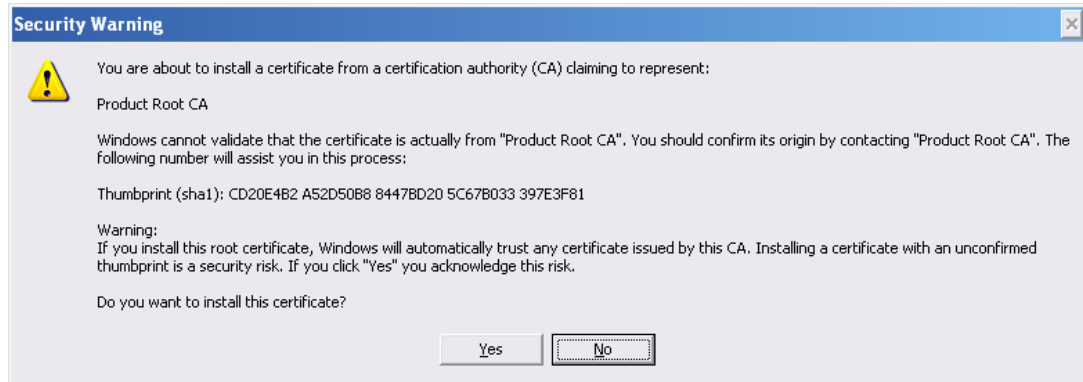 Security Warning
You are about to install a certificate from a certification authority (CA) claiming to represent:
Product Root CA
Windows cannot validate that the certificate is actually from "Product Root CA". You should confirm its origin by contacting "Product Root CA". The
following number will assist you in this process:
Thumbprint (sha1): CD20E4B2 A52D50B8 8447BD20 5C67B033 397E3F81
Warning:
If you install this root certificate, Windows will automatically trust any certificate issued by this CA. Installing a certificate with an unconfirmed
thumbprint is a security risk. If you click "Yes" you acknowledge this risk.
Do you want to install this certificate?
Yes No